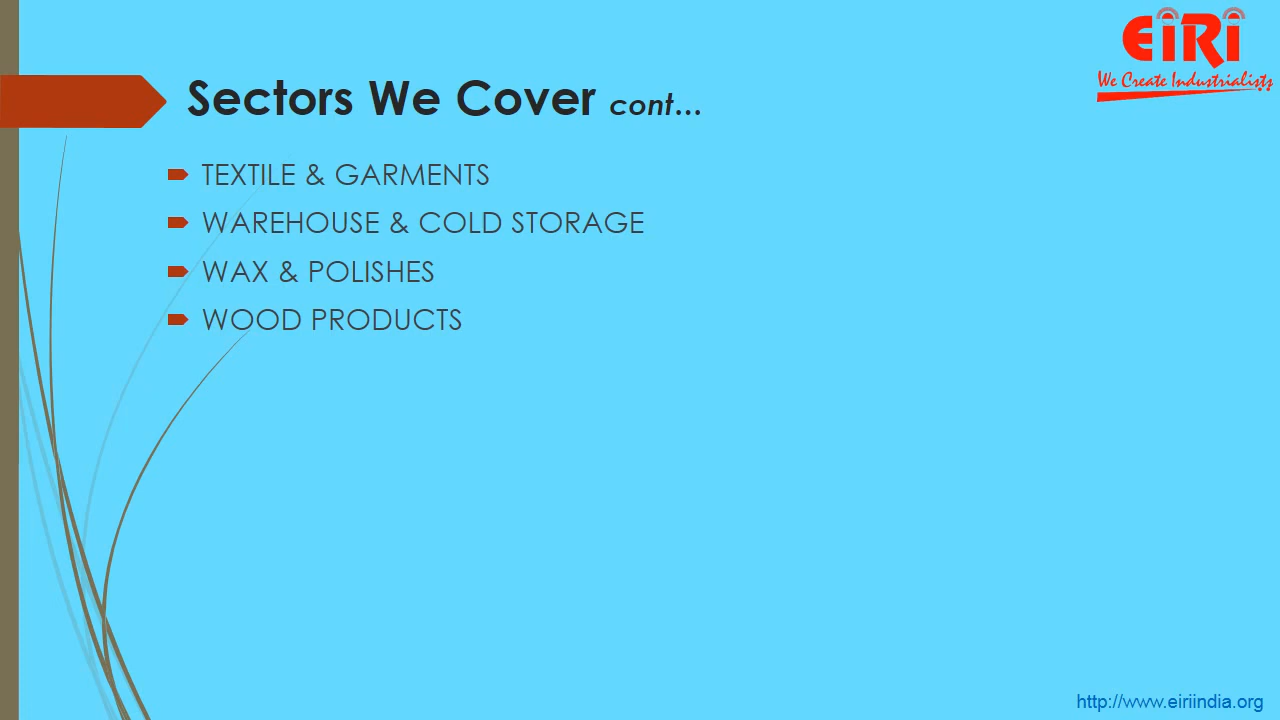 EiRi
We Create Industrialists
Sectors We Cover cont...
TEXTILE & GARMENTS
WAREHOUSE & COLD STORAGE
WAX & POLISHES
WOOD PRODUCTS
http://www.eiriindia.org